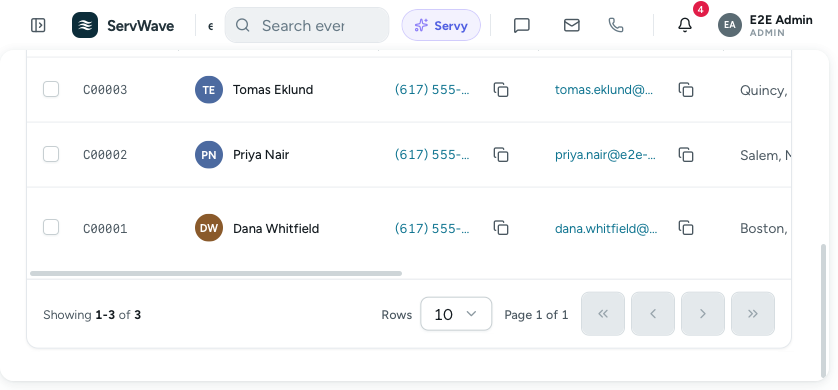 ServWave
Search ever
Servy
4
EA
E2E Admin
ADMIN
C00003 TE Tomas Eklund (617) 555-... tomas.eklund@... Quincy,
C00002 PN Priya Nair (617) 555-... priya.nair@e2e-... Salem,
C00001 DW Dana Whitfield (617) 555-... dana.whitfield@... Boston,
Showing 1-3 of 3 Rows 10 Page 1 of 1